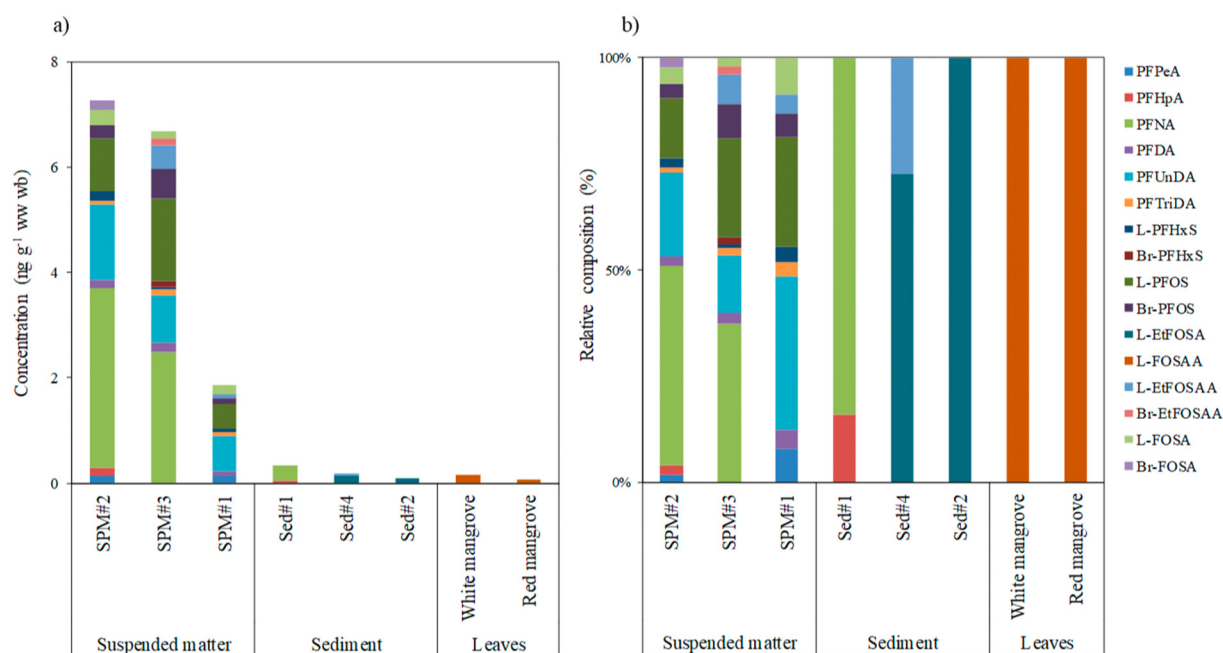 a)
Concentration (ng g⁻¹ ww wb)
8
6
4
2
0
SPM#2
SPM#3
SPM#1
Sed#1
Sed#4
Sed#2
White mangrove
Red mangrove
Suspended matter
Sediment
Leaves
b)
Relative composition (%)
100%
50%
0%
SPM#2
SPM#3
SPM#1
Sed#1
Sed#4
Sed#2
White mangrove
Red mangrove
Suspended matter
Sediment
Leaves
PFPeA
PFHpA
PFNA
PFDA
PFUnDA
PFTriDA
L-PFHxS
Br-PFHxS
L-PFOS
Br-PFOS
L-EtFOSA
L-FOSAA
L-EtFOSAA
Br-EtFOSAA
L-FOSA
Br-FOSA